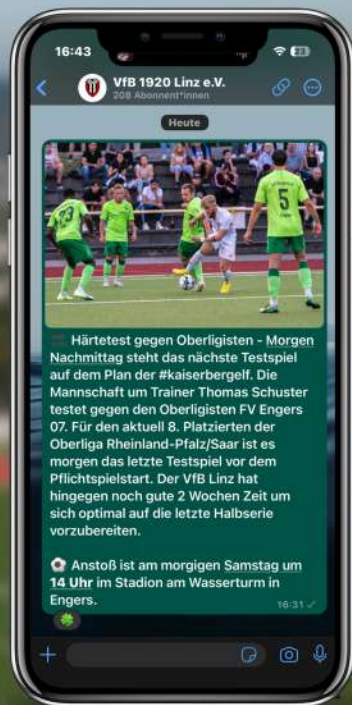 16:43
23
VfB 1920 Linz e.V.
208 Abonnent*innen
Heute
5
Härtetest gegen Oberligisten - Morgen
Nachmittag steht das nächste Testspiel
auf dem Plan der #kaiserbergelf. Die
Mannschaft um Trainer Thomas Schuster
testet gegen den Oberligisten FV Engers
07. Für den aktuell 8. Platzierten der
Oberliga Rheinland-Pfalz/Saar ist es
morgen das letzte Testspiel vor dem
Pflichtspielstart. Der VfB Linz hat
hingegen noch gute 2 Wochen Zeit um
sich optimal auf die letzte Halbserie
vorzubereiten.
Anstoß ist am morgigen Samstag um
14 Uhr im Stadion am Wasserturm in
Engers.
16:31